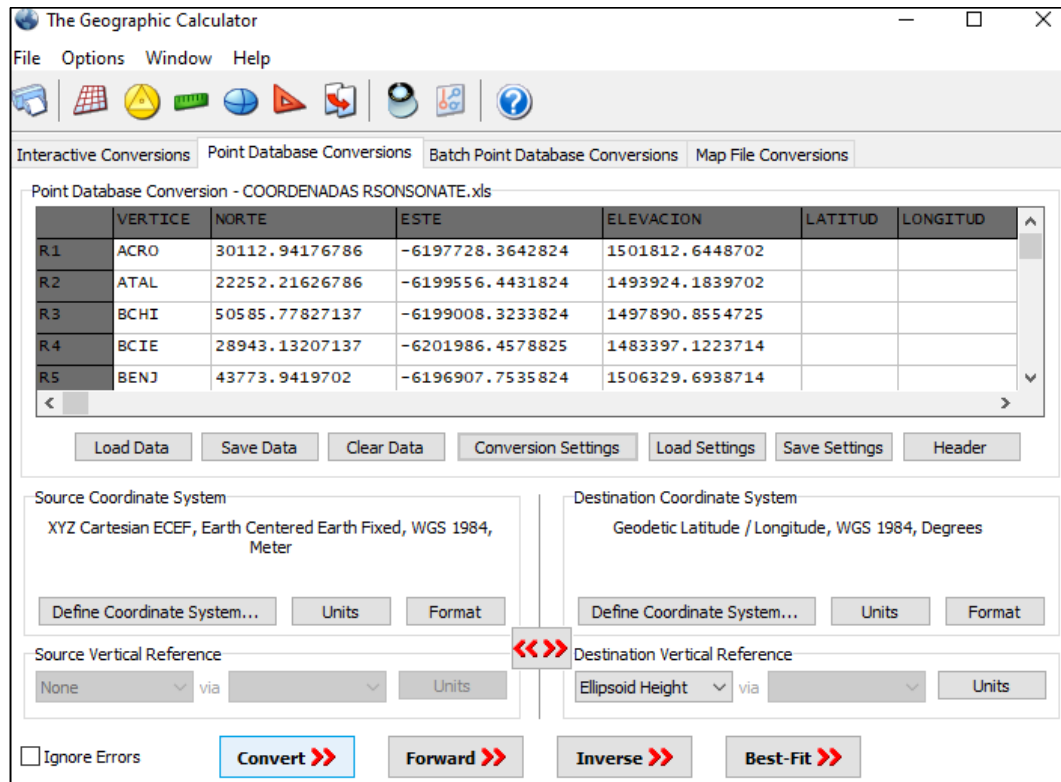 The Geographic Calculator
File Options Window Help
Interactive Conversions Point Database Conversions Batch Point Database Conversions Map File Conversions
Point Database Conversion - COORDENADAS RSONSONATE.xls
VERTICE NORTE ESTE ELEVACION LATITUD LONGITUD
R1 ACRO 30112.94176786 -6197728.3642824 1501812.6448702
R2 ATAL 22252.21626786 -6199556.4431824 1493924.1839702
R3 BCHI 50585.77827137 -6199008.3233824 1497890.8554725
R4 BCIE 28943.13207137 -6201986.4578825 1483397.1223714
R5 BENJ 43773.9419702 -6196907.7535824 1506329.6938714
Load Data Save Data Clear Data Conversion Settings Load Settings Save Settings Header
Source Coordinate System
XYZ Cartesian ECEF, Earth Centered Earth Fixed, WGS 1984,
Meter
Define Coordinate System... Units Format
Destination Coordinate System
Geodetic Latitude / Longitude, WGS 1984, Degrees
Define Coordinate System... Units Format
Source Vertical Reference
None via Units
Destination Vertical Reference
Ellipsoid Height via Units
Ignore Errors Convert Forward Inverse Best-Fit